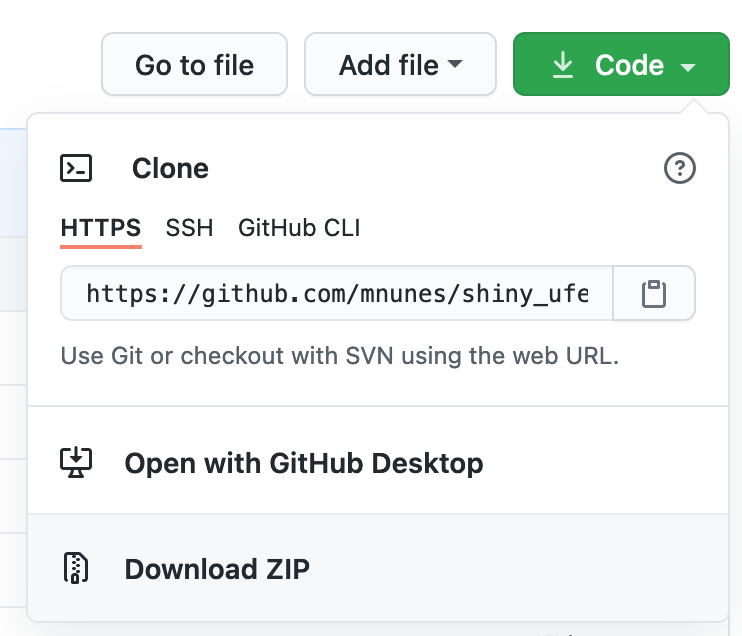 Go to file Add file Code
Clone
HTTPS SSH GitHub CLI
https://github.com/mnunes/shiny_ufe
Use Git or checkout with SVN using the web URL.
Open with GitHub Desktop
Download ZIP